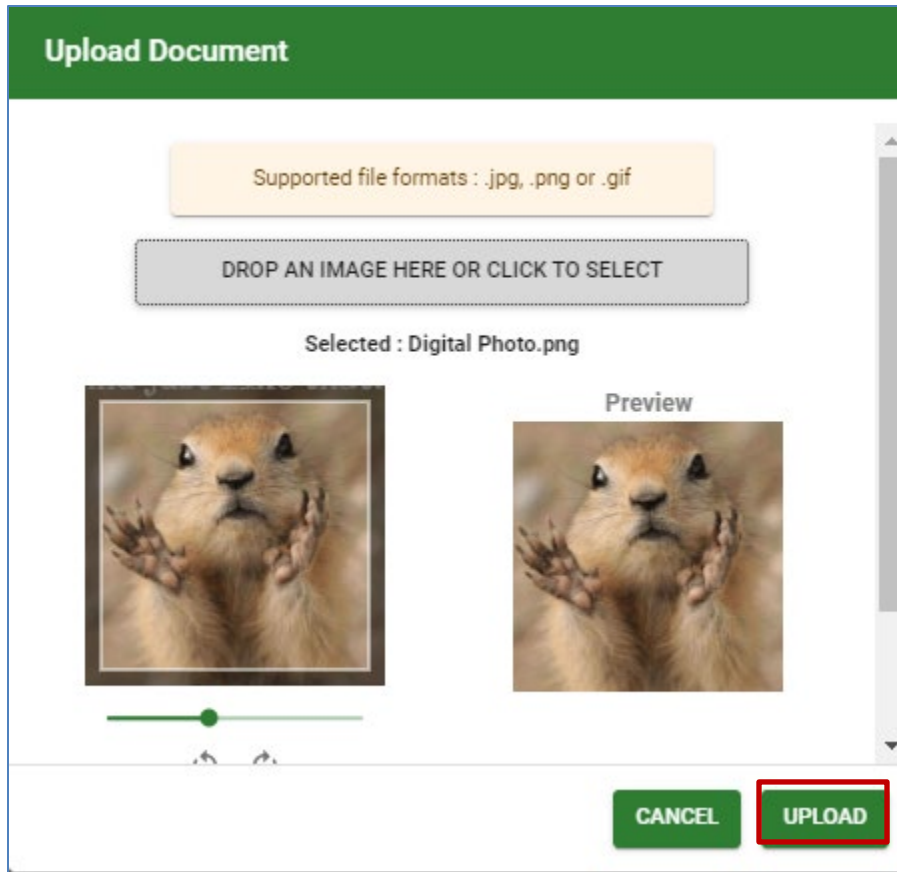 Upload Document
Supported file formats : .jpg, .png or .gif
DROP AN IMAGE HERE OR CLICK TO SELECT
Selected : Digital Photo.png
Preview
CANCEL
UPLOAD